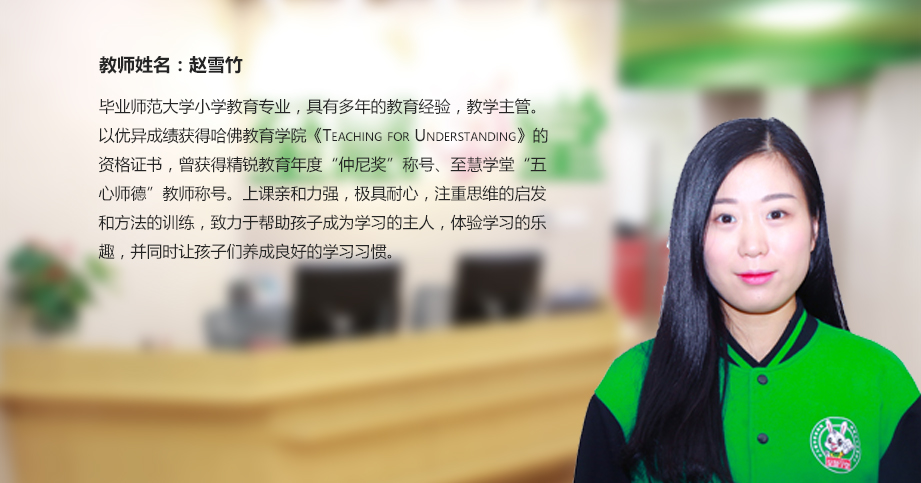 教师姓名：赵雪竹
毕业师范大学小学教育专业，具有多年的教育经验，教学主管。
以优异成绩获得哈佛教育学院《TEACHING FOR UNDERSTANDING》的
资格证书，曾获得精锐教育年度“仲尼奖”称号、至慧学堂“五
心师德”教师称号。上课亲和力强，极具耐心，注重思维的启发
和方法的训练，致力于帮助孩子成为学习的主人，体验学习的乐
趣，并同时让孩子们养成良好的学习习惯。